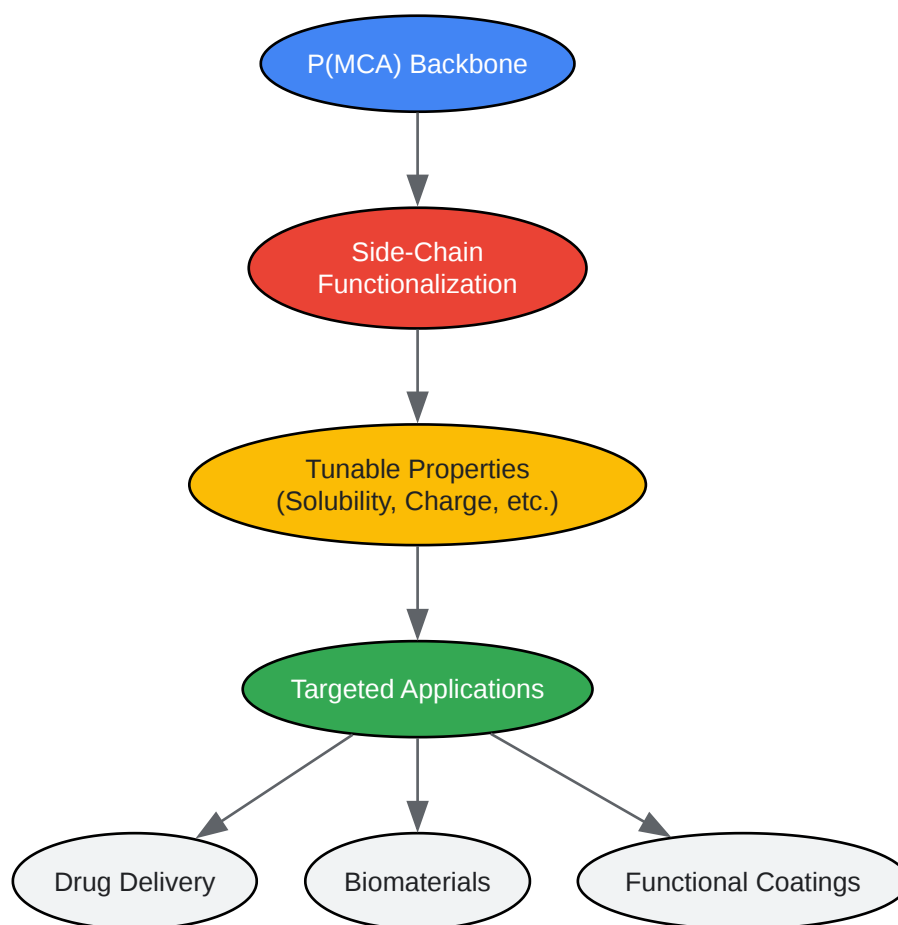 P(MCA) Backbone
Side-Chain
Functionalization
Tunable Properties
(Solubility, Charge, etc.)
Targeted Applications
Drug Delivery
Biomaterials
Functional Coatings